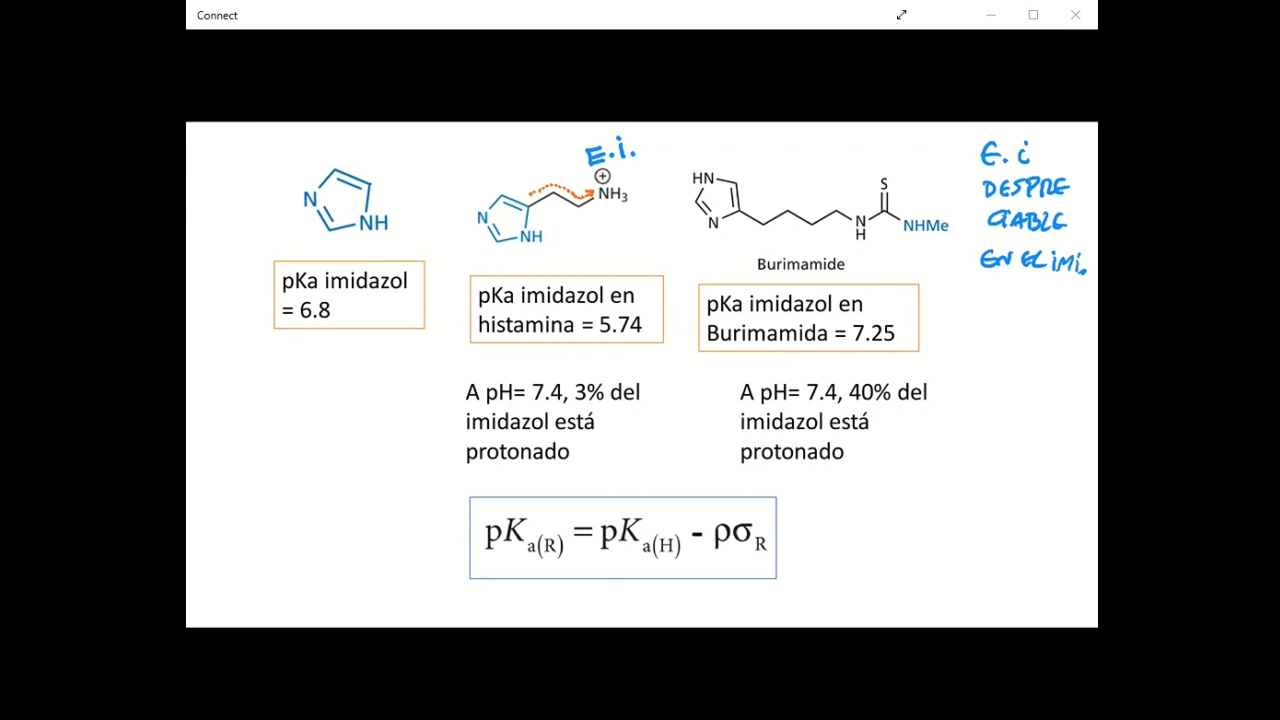 Connect
E.i.
N
NH
⊕
NH₃
N
NH
HN
N
S
N
H
NHMe
Burimamide
E.i
DESPRE
CIABLE
EN EL iMi.
pKa imidazol
= 6.8
pKa imidazol en
histamina = 5.74
pKa imidazol en
Burimamida = 7.25
A pH= 7.4, 3% del
imidazol está
protonado
A pH= 7.4, 40% del
imidazol está
protonado
pKa(R) = pKa(H) - ρσR